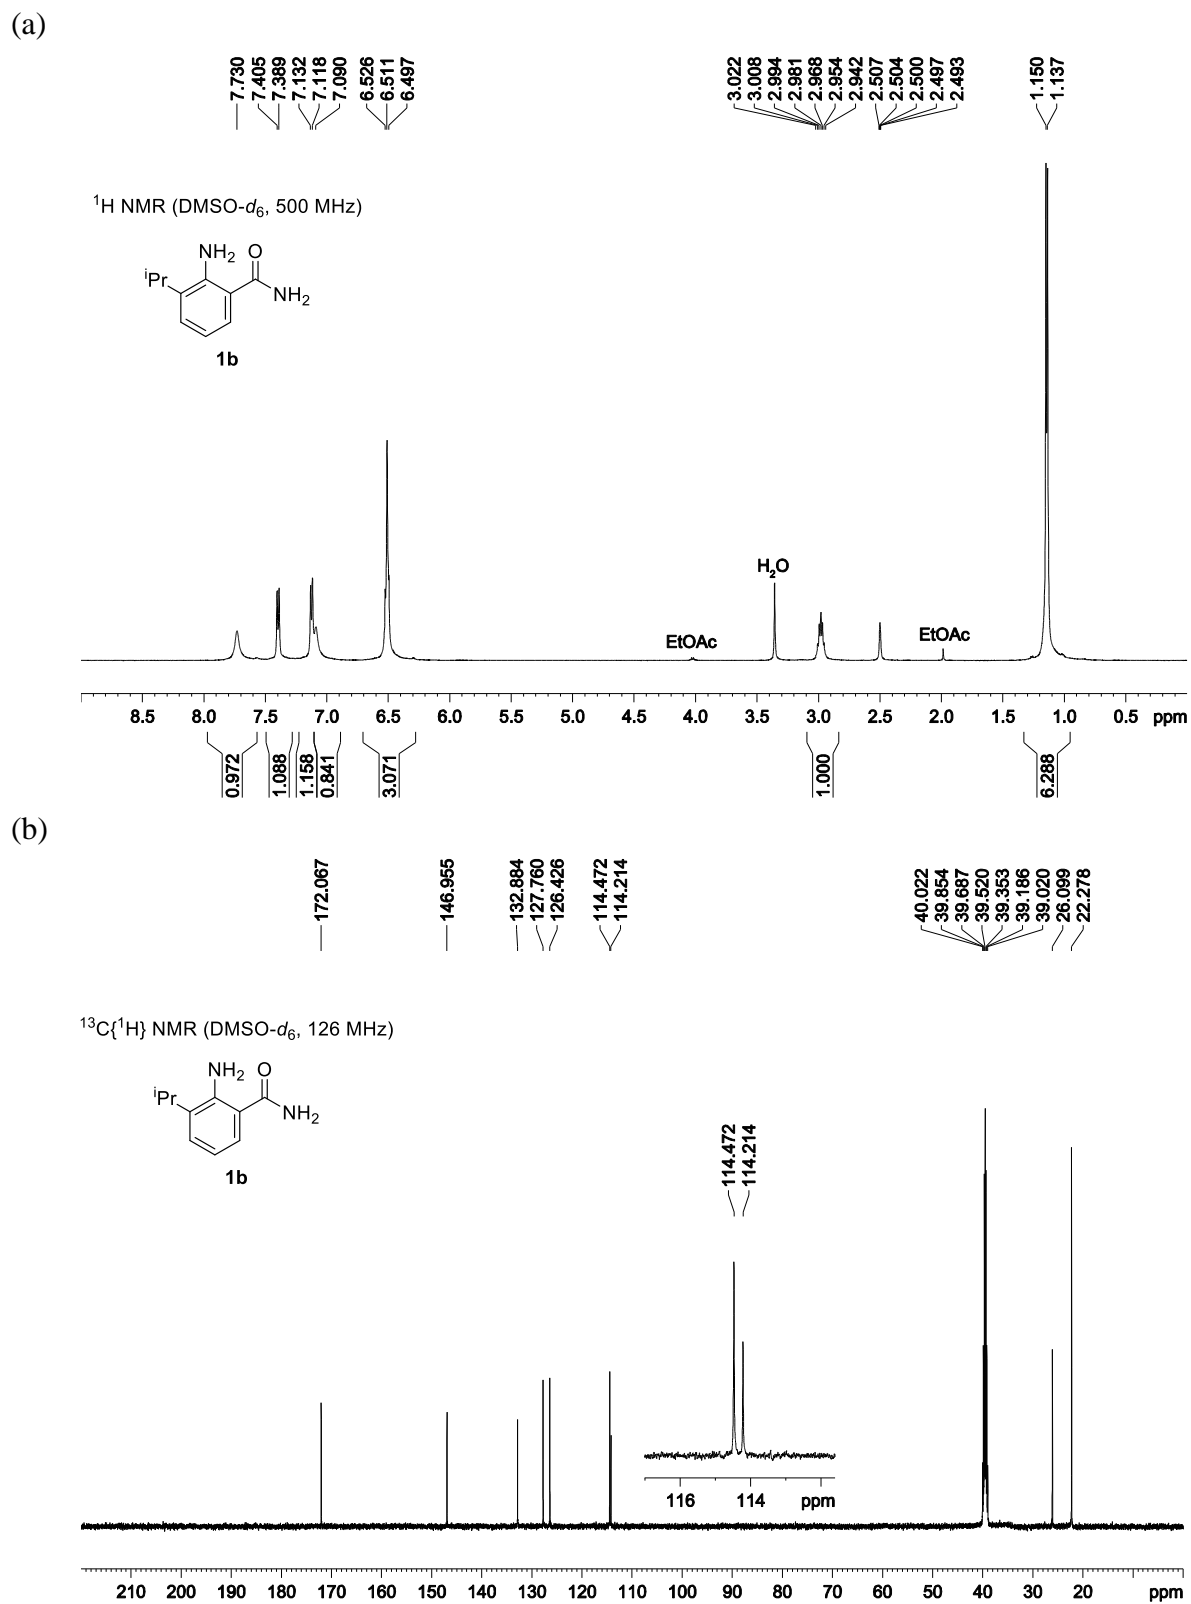 (a)
7.730
7.405
7.389
7.132
7.118
7.090
6.526
6.511
6.497
3.022
3.008
2.994
2.981
2.968
2.954
2.942
2.507
2.504
2.500
2.497
2.493
1.150
1.137
¹H NMR (DMSO-d₆, 500 MHz)
NH₂ O
ⁱPr
NH₂
1b
H₂O
EtOAc
EtOAc
8.5 8.0 7.5 7.0 6.5 6.0 5.5 5.0 4.5 4.0 3.5 3.0 2.5 2.0 1.5 1.0 0.5 ppm
0.972
1.088
1.158
0.841
3.071
1.000
6.288
(b)
172.067
146.955
132.884
127.760
126.426
114.472
114.214
40.022
39.854
39.687
39.520
39.353
39.186
39.020
26.099
22.278
¹³C{¹H} NMR (DMSO-d₆, 126 MHz)
NH₂ O
ⁱPr
NH₂
1b
114.472
114.214
116 114 ppm
210 200 190 180 170 160 150 140 130 120 110 100 90 80 70 60 50 40 30 20 ppm